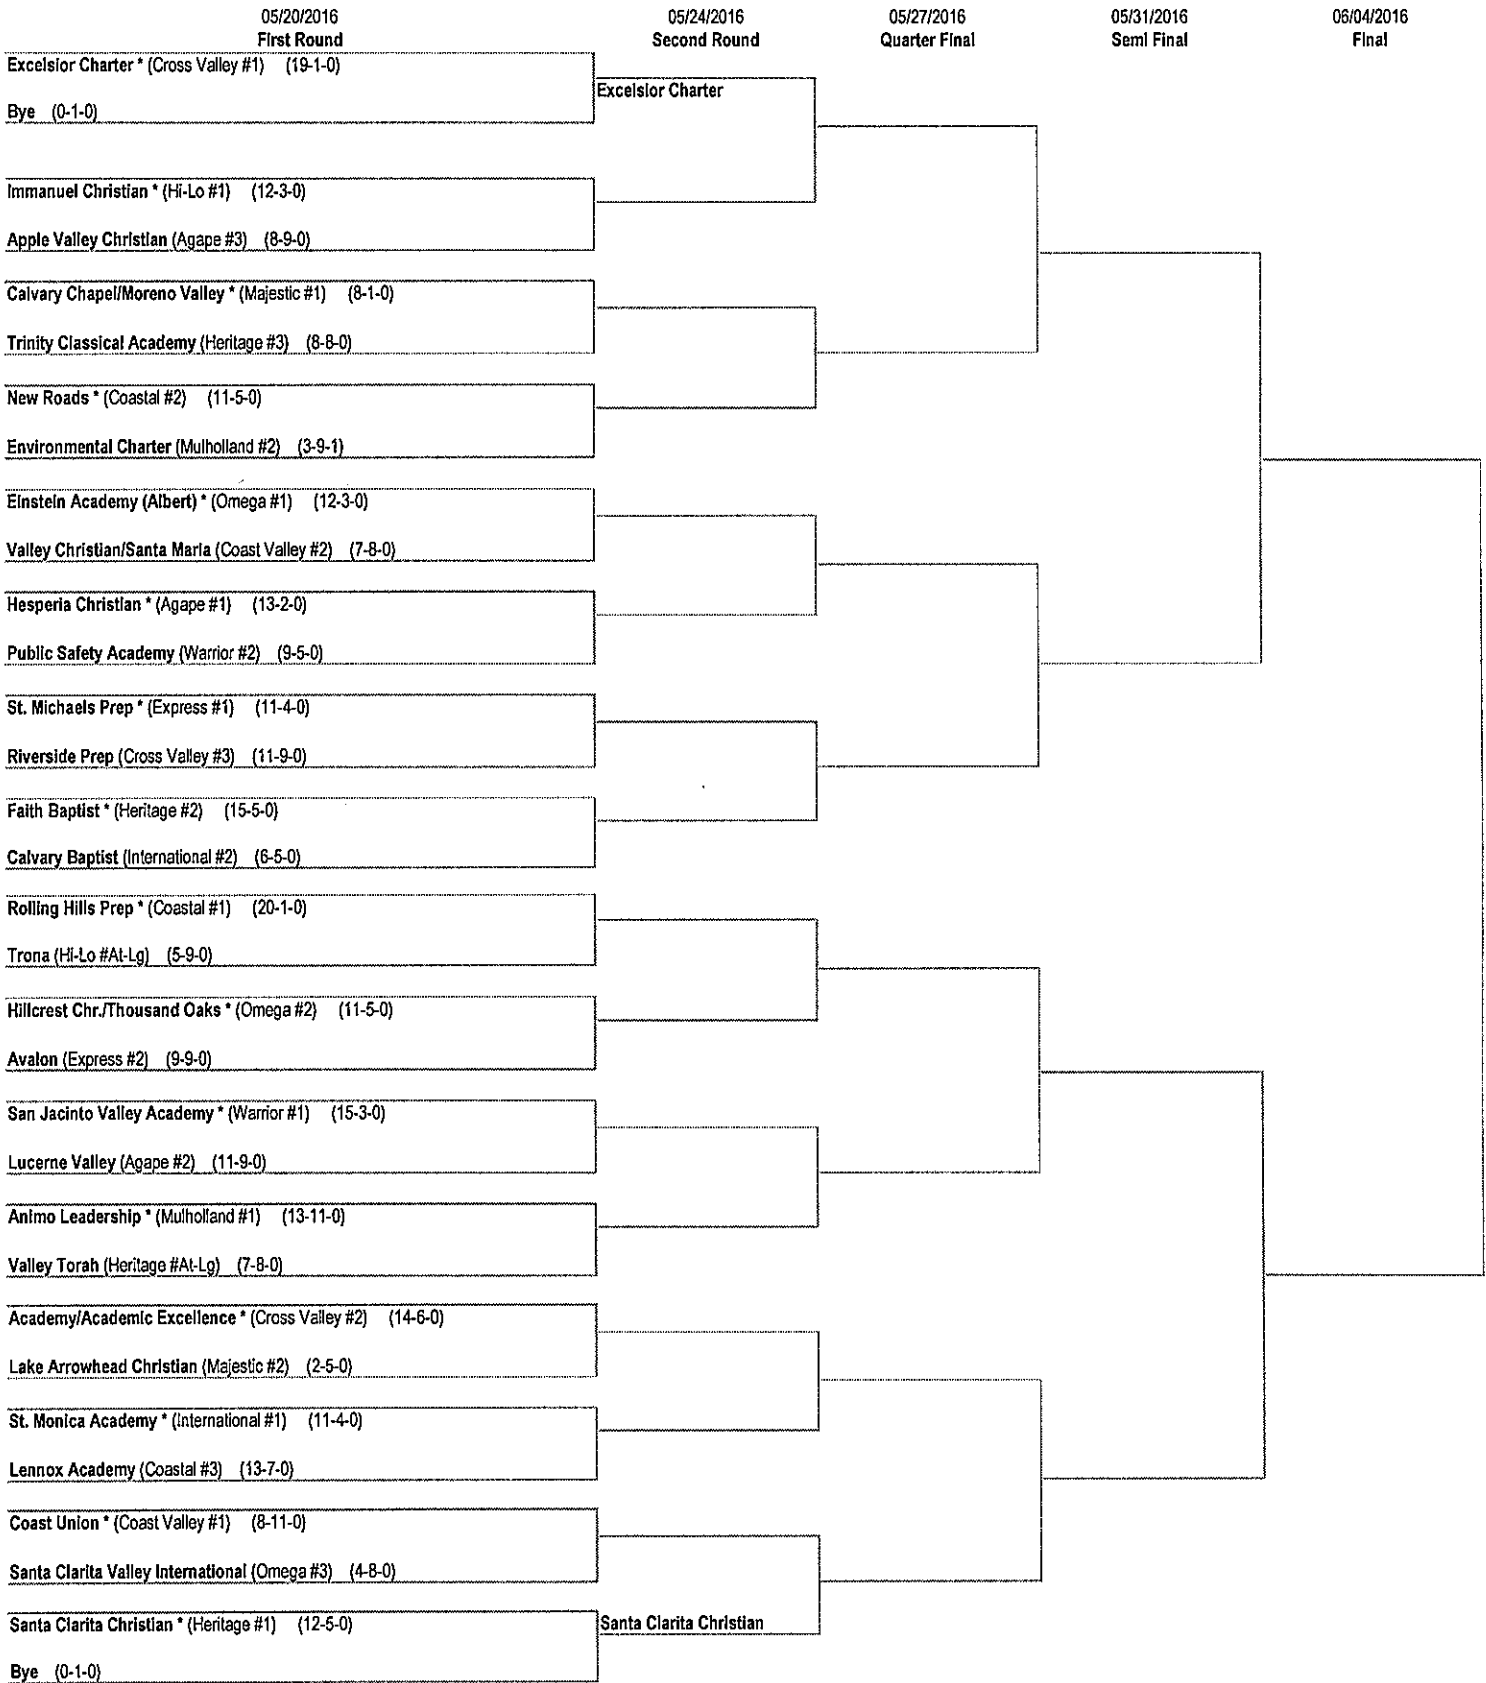 05/20/2016 05/24/2016 05/27/2016 05/31/2016 06/04/2016
First Round Second Round Quarter Final Semi Final Final
Excelsior Charter * (Cross Valley #1) (19-1-0)
Excelsior Charter
Bye (0-1-0)
Immanuel Christian * (Hi-Lo #1) (12-3-0)
Apple Valley Christian (Agape #3) (8-9-0)
Calvary Chapel/Moreno Valley * (Majestic #1) (8-1-0)
Trinity Classical Academy (Heritage #3) (8-8-0)
New Roads * (Coastal #2) (11-5-0)
Environmental Charter (Mulholland #2) (3-9-1)
Einstein Academy (Albert) * (Omega #1) (12-3-0)
Valley Christian/Santa Maria (Coast Valley #2) (7-8-0)
Hesperia Christian * (Agape #1) (13-2-0)
Public Safety Academy (Warrior #2) (9-5-0)
St. Michaels Prep * (Express #1) (11-4-0)
Riverside Prep (Cross Valley #3) (11-9-0)
Faith Baptist * (Heritage #2) (15-5-0)
Calvary Baptist (International #2) (6-5-0)
Rolling Hills Prep * (Coastal #1) (20-1-0)
Trona (Hi-Lo #At-Lg) (5-9-0)
Hillcrest Chr./Thousand Oaks * (Omega #2) (11-5-0)
Avalon (Express #2) (9-9-0)
San Jacinto Valley Academy * (Warrior #1) (15-3-0)
Lucerne Valley (Agape #2) (11-9-0)
Animo Leadership * (Mulholland #1) (13-11-0)
Valley Torah (Heritage #At-Lg) (7-8-0)
Academy/Academic Excellence * (Cross Valley #2) (14-6-0)
Lake Arrowhead Christian (Majestic #2) (2-5-0)
St. Monica Academy * (International #1) (11-4-0)
Lennox Academy (Coastal #3) (13-7-0)
Coast Union * (Coast Valley #1) (8-11-0)
Santa Clarita Valley International (Omega #3) (4-8-0)
Santa Clarita Christian * (Heritage #1) (12-5-0)
Santa Clarita Christian
Bye (0-1-0)